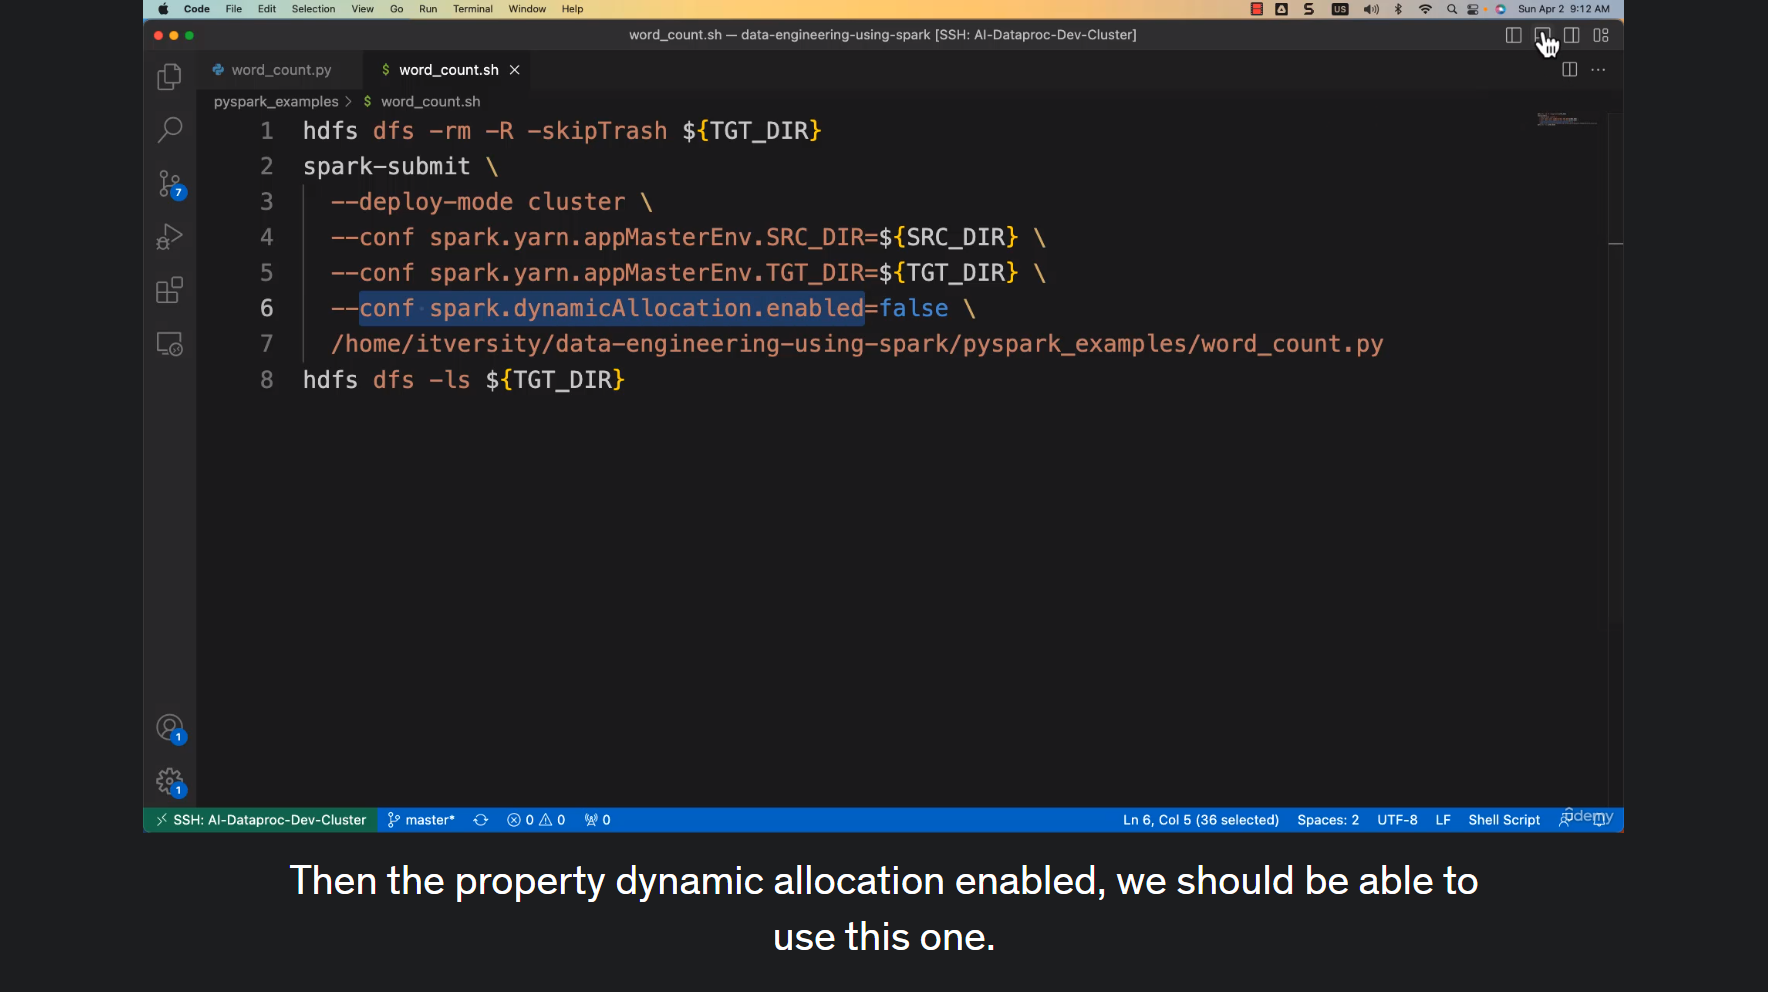 Code File Edit Selection View Go Run Terminal Window Help US Sun Apr 2 9:12 AM
word_count.sh — data-engineering-using-spark [SSH: AI-Dataproc-Dev-Cluster]
word_count.py $ word_count.sh
pyspark_examples > $ word_count.sh
1 hdfs dfs -rm -R -skipTrash ${TGT_DIR}
2 spark-submit \
3 --deploy-mode cluster \
4 --conf spark.yarn.appMasterEnv.SRC_DIR=${SRC_DIR} \
5 --conf spark.yarn.appMasterEnv.TGT_DIR=${TGT_DIR} \
6 --conf spark.dynamicAllocation.enabled=false \
7 /home/itversity/data-engineering-using-spark/pyspark_examples/word_count.py
8 hdfs dfs -ls ${TGT_DIR}
7
1
1
SSH: AI-Dataproc-Dev-Cluster master* 0 0 0 Ln 6, Col 5 (36 selected) Spaces: 2 UTF-8 LF Shell Script
udemy
Then the property dynamic allocation enabled, we should be able to
use this one.